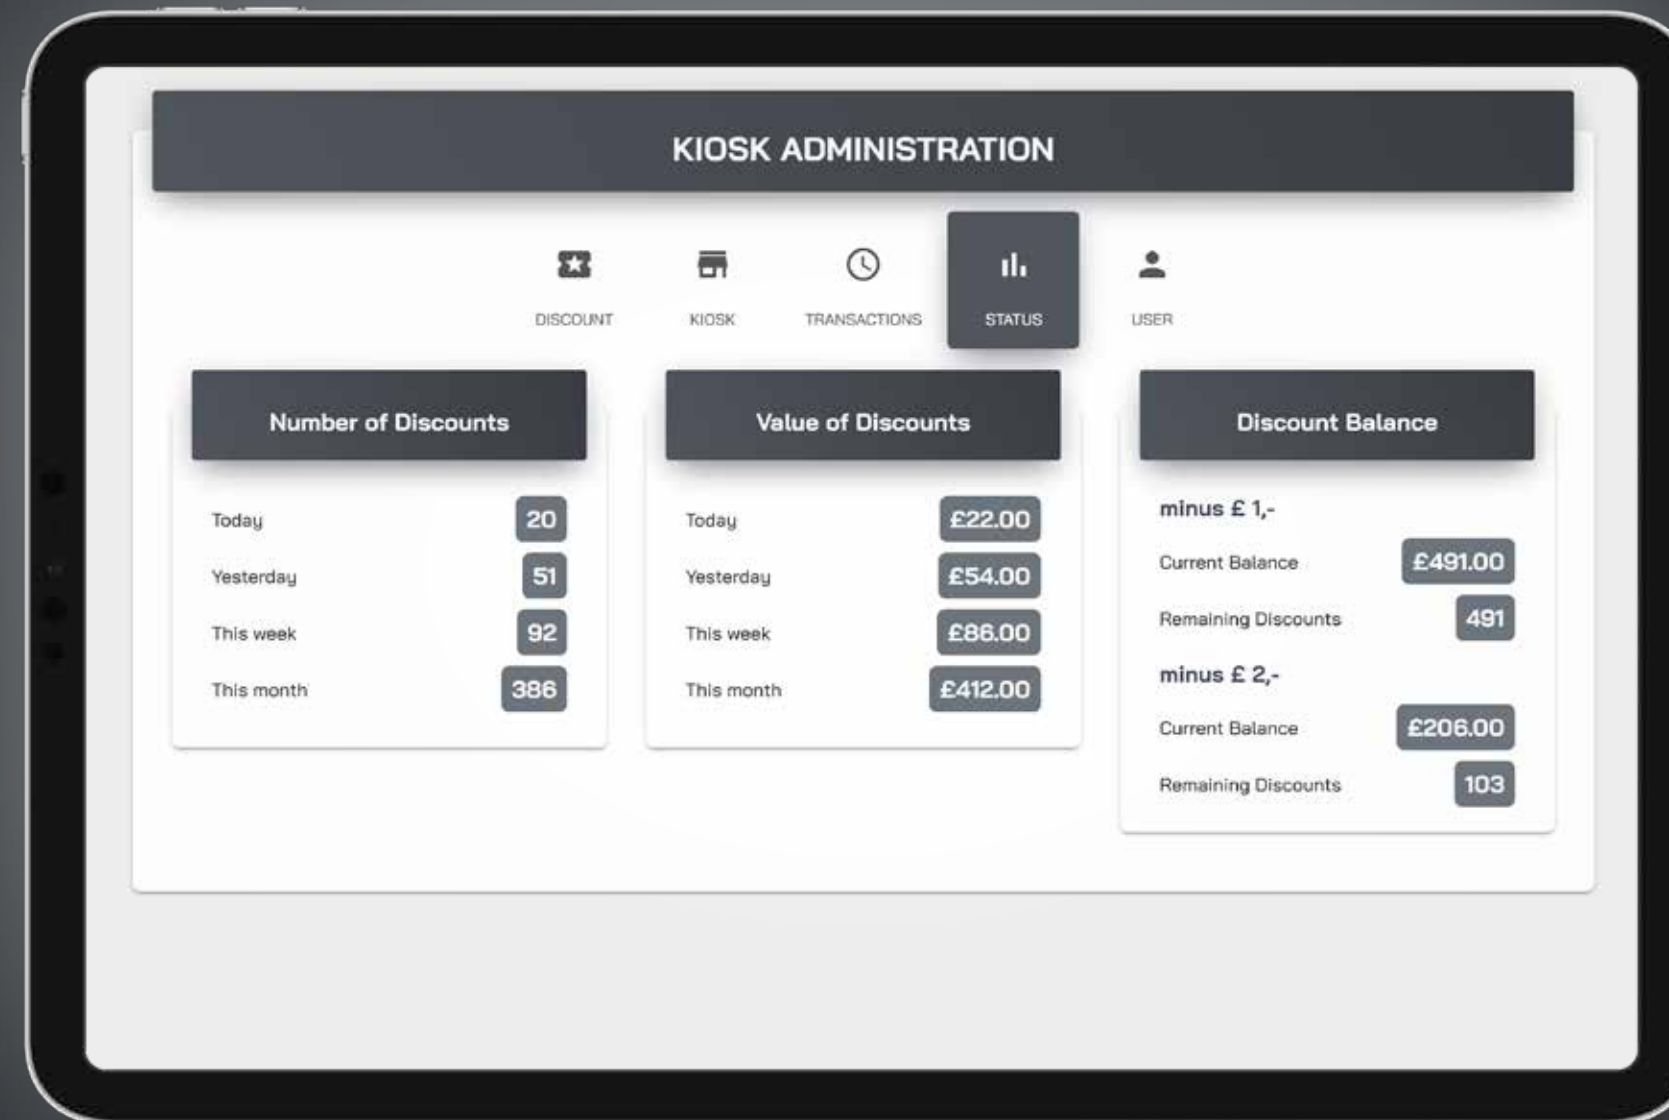 KIOSK ADMINISTRATION
DISCOUNT
KIOSK
TRANSACTIONS
STATUS
USER
Number of Discounts
Today 20
Yesterday 51
This week 92
This month 386
Value of Discounts
Today £22.00
Yesterday £54.00
This week £86.00
This month £412.00
Discount Balance
minus £ 1,-
Current Balance £491.00
Remaining Discounts 491
minus £ 2,-
Current Balance £206.00
Remaining Discounts 103